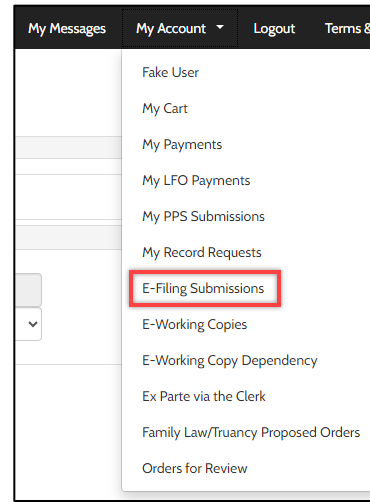 My Messages My Account Logout Terms &
Fake User
My Cart
My Payments
My LFO Payments
My PPS Submissions
My Record Requests
E-Filing Submissions
E-Working Copies
E-Working Copy Dependency
Ex Parte via the Clerk
Family Law/Truancy Proposed Orders
Orders for Review